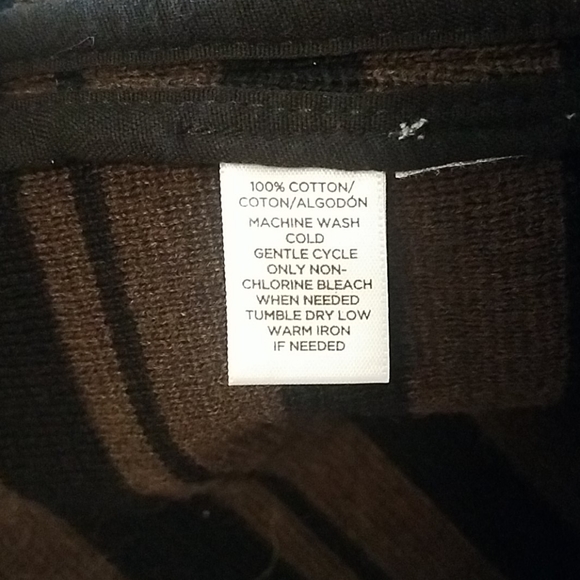 100% COTTON/
COTON/ALGODÓN
MACHINE WASH
COLD
GENTLE CYCLE
ONLY NON-
CHLORINE BLEACH
WHEN NEEDED
TUMBLE DRY LOW
WARM IRON
IF NEEDED